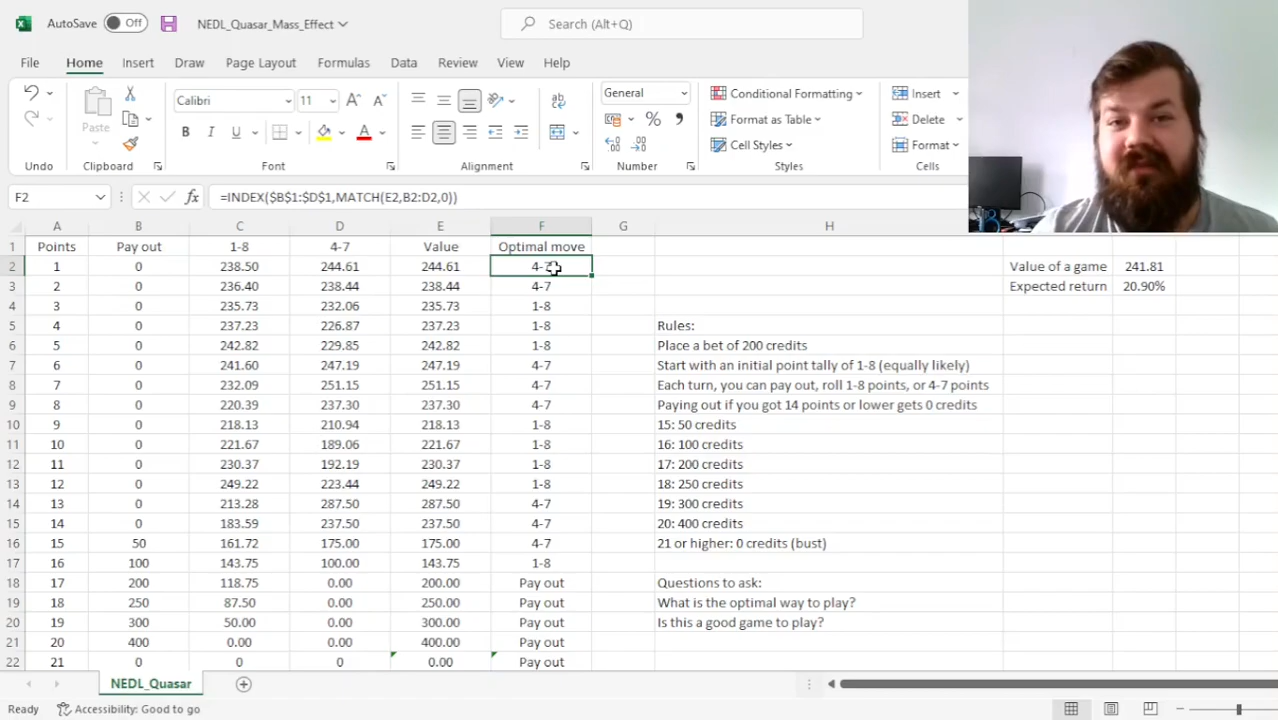 AutoSave Off NEDL_Quasar_Mass_Effect Search (Alt+Q)
File Home Insert Draw Page Layout Formulas Data Review View Help
Calibri 11 General Conditional Formatting Insert
Paste B I U A ab % Format as Table Delete
Cell Styles Format
Undo Clipboard Font Alignment Number Styles Cells
F2 fx =INDEX($B$1:$D$1,MATCH(E2,B2:D2,0))
A B C D E F G H
1 Points Pay out 1-8 4-7 Value Optimal move
2 1 0 238.50 244.61 244.61 4-7 Value of a game 241.81
3 2 0 236.40 238.44 238.44 4-7 Expected return 20.90%
4 3 0 235.73 232.06 235.73 1-8
5 4 0 237.23 226.87 237.23 1-8 Rules:
6 5 0 242.82 229.85 242.82 1-8 Place a bet of 200 credits
7 6 0 241.60 247.19 247.19 4-7 Start with an initial point tally of 1-8 (equally likely)
8 7 0 232.09 251.15 251.15 4-7 Each turn, you can pay out, roll 1-8 points, or 4-7 points
9 8 0 220.39 237.30 237.30 4-7 Paying out if you got 14 points or lower gets 0 credits
10 9 0 218.13 210.94 218.13 1-8 15: 50 credits
11 10 0 221.67 189.06 221.67 1-8 16: 100 credits
12 11 0 230.37 192.19 230.37 1-8 17: 200 credits
13 12 0 249.22 223.44 249.22 1-8 18: 250 credits
14 13 0 213.28 287.50 287.50 4-7 19: 300 credits
15 14 0 183.59 237.50 237.50 4-7 20: 400 credits
16 15 50 161.72 175.00 175.00 4-7 21 or higher: 0 credits (bust)
17 16 100 143.75 100.00 143.75 1-8
18 17 200 118.75 0.00 200.00 Pay out Questions to ask:
19 18 250 87.50 0.00 250.00 Pay out What is the optimal way to play?
20 19 300 50.00 0.00 300.00 Pay out Is this a good game to play?
21 20 400 0.00 0.00 400.00 Pay out
22 21 0 0 0 0.00 Pay out
NEDL_Quasar
Ready Accessibility: Good to go